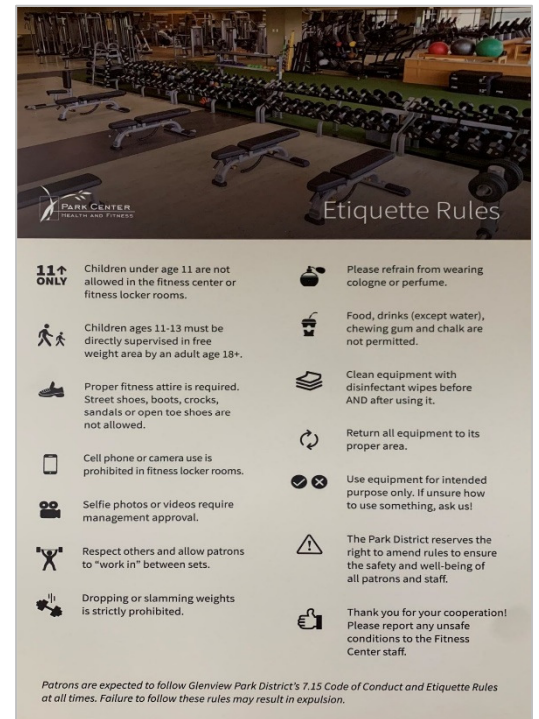 PARK CENTER
HEALTH AND FITNESS
Etiquette Rules
11↑
ONLY
Children under age 11 are not
allowed in the fitness center or
fitness locker rooms.
Children ages 11-13 must be
directly supervised in free
weight area by an adult age 18+.
Proper fitness attire is required.
Street shoes, boots, crocks,
sandals or open toe shoes are
not allowed.
Cell phone or camera use is
prohibited in fitness locker rooms.
Selfie photos or videos require
management approval.
Respect others and allow patrons
to “work in” between sets.
Dropping or slamming weights
is strictly prohibited.
Please refrain from wearing
cologne or perfume.
Food, drinks (except water),
chewing gum and chalk are
not permitted.
Clean equipment with
disinfectant wipes before
AND after using it.
Return all equipment to its
proper area.
Use equipment for intended
purpose only. If unsure how
to use something, ask us!
The Park District reserves the
right to amend rules to ensure
the safety and well-being of
all patrons and staff.
Thank you for your cooperation!
Please report any unsafe
conditions to the Fitness
Center staff.
Patrons are expected to follow Glenview Park District's 7.15 Code of Conduct and Etiquette Rules
at all times. Failure to follow these rules may result in expulsion.